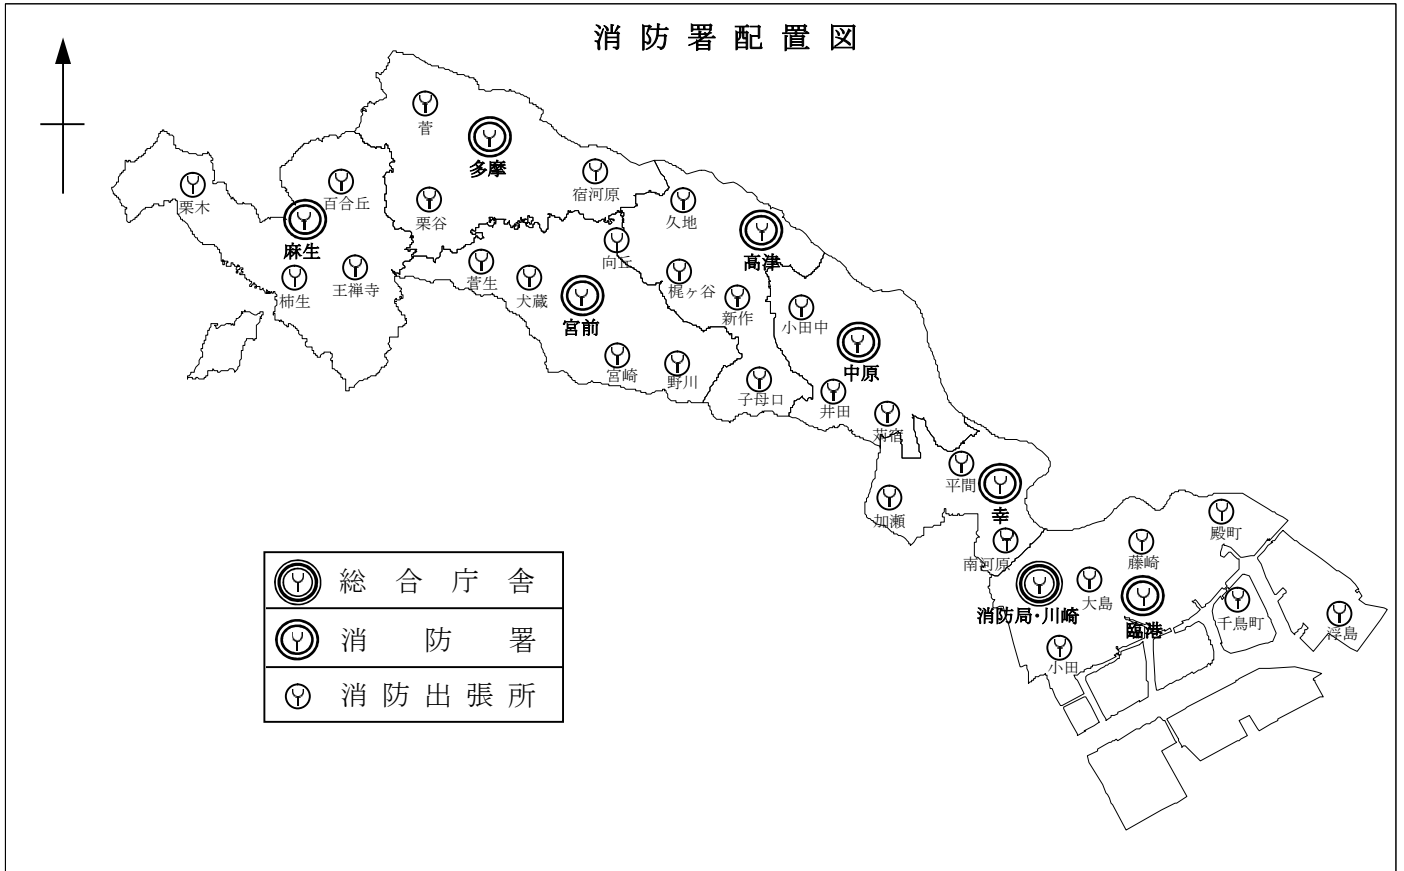 消防署配置図
菅
多摩
宿河原
栗木
百合丘
栗谷
久地
麻生
向丘
高津
柿生
王禅寺
菅生
犬蔵
梶ヶ谷
宮前
新作
小田中
宮崎
野川
中原
子母口
井田
苅宿
平間
加瀬
幸
殿町
南河原
藤崎
消防局・川崎
大島
臨港
千鳥町
浮島
小田
総合庁舎
消防署
消防出張所